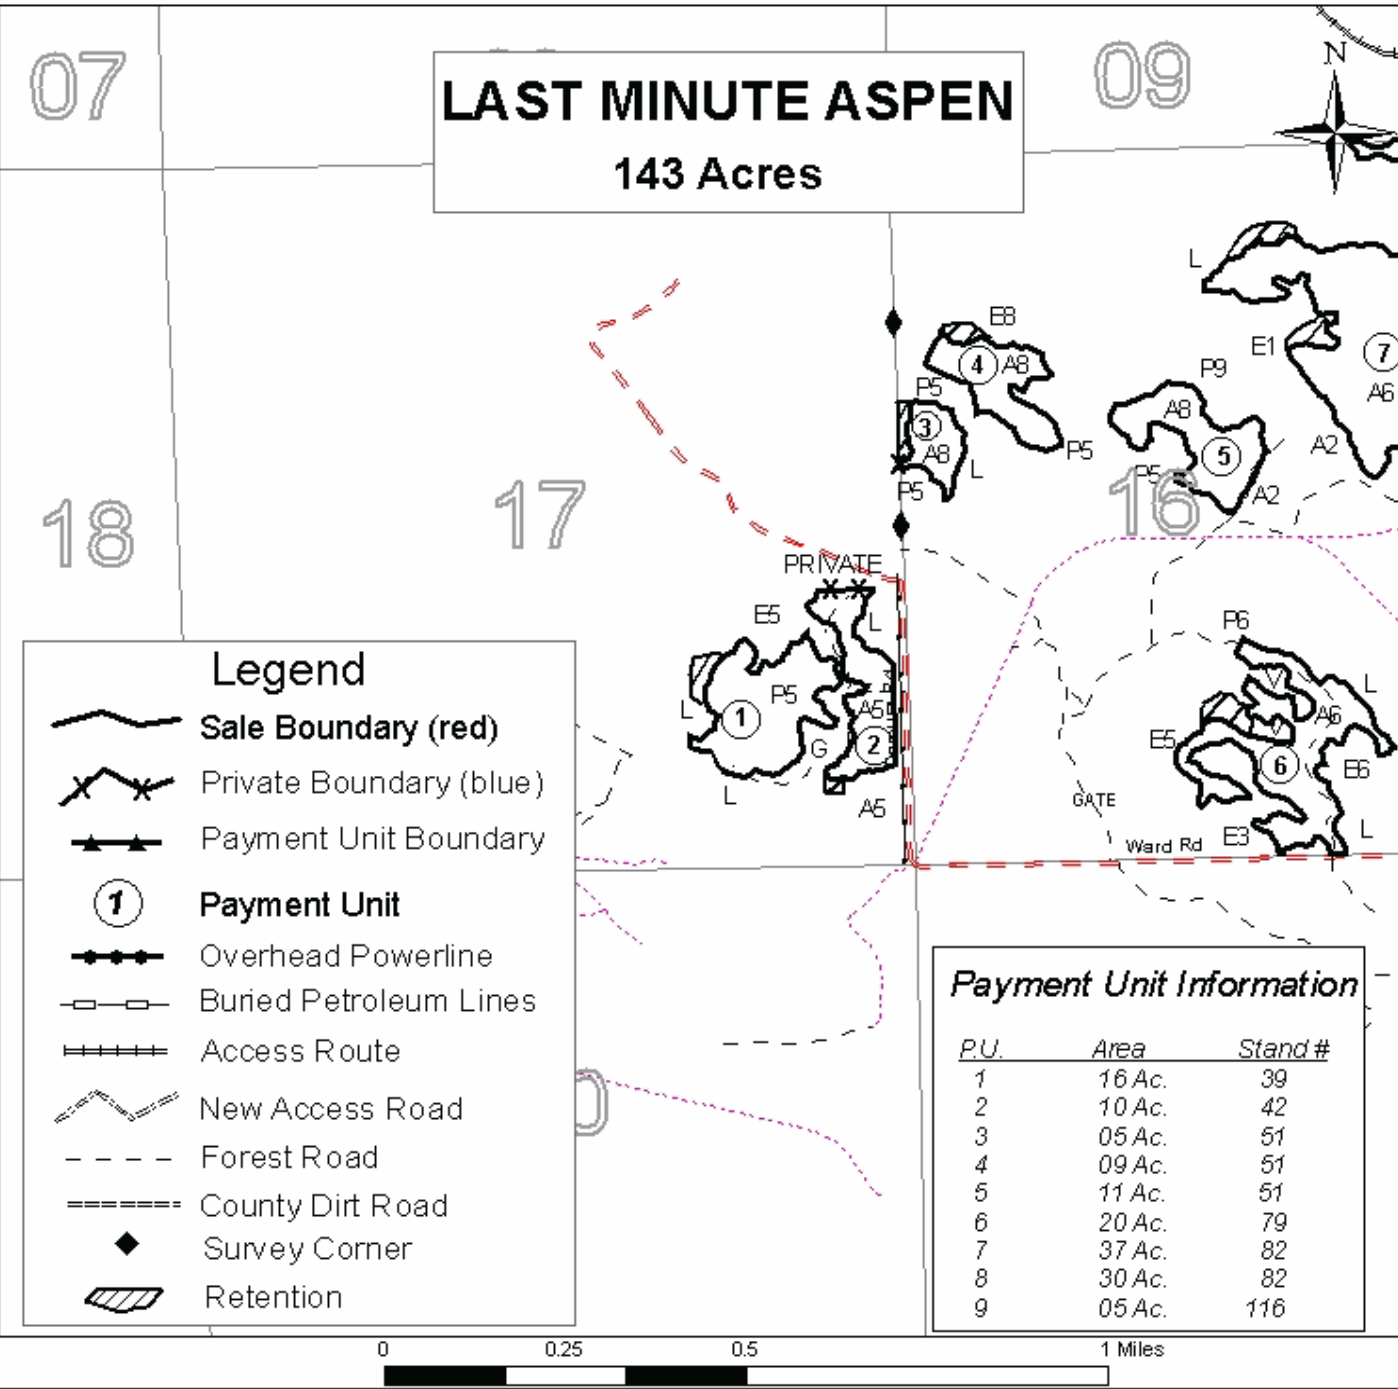 07
09
N
LAST MINUTE ASPEN
143 Acres
L
E8
E1
7
4
A8
P9
A6
P5
A8
3
A8
P5
A2
5
L
P5
P5
A2
16
17
18
PRIVATE
E5
L
P6
L
P5
L
1
A5
A6
G
2
E5
6
E6
L
A5
GATE
E3
L
Ward Rd
Legend
Sale Boundary (red)
Private Boundary (blue)
Payment Unit Boundary
1
Payment Unit
Overhead Powerline
Buried Petroleum Lines
Access Route
New Access Road
Forest Road
County Dirt Road
Survey Corner
Retention
0
Payment Unit Information
P.U. Area Stand #
1 16 Ac. 39
2 10 Ac. 42
3 05 Ac. 51
4 09 Ac. 51
5 11 Ac. 51
6 20 Ac. 79
7 37 Ac. 82
8 30 Ac. 82
9 05 Ac. 116
0 0.25 0.5 1 Miles